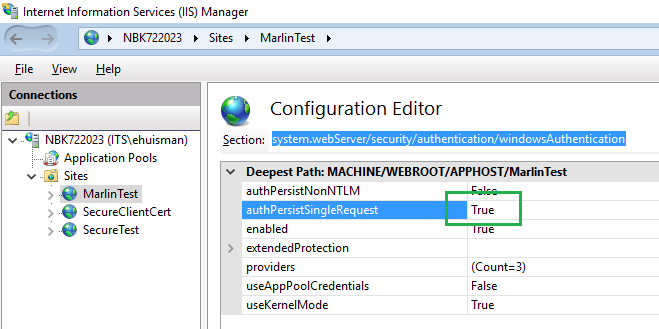 Internet Information Services (IIS) Manager
NBK722023 Sites MarlinTest
File View Help
Connections
NBK722023 (ITS\ehuisman)
Application Pools
Sites
MarlinTest
SecureClientCert
SecureTest
Configuration Editor
Section: system.webServer/security/authentication/windowsAuthentication
Deepest Path: MACHINE/WEBROOT/APPHOST/MarlinTest
authPersistNonNTLM False
authPersistSingleRequest True
enabled True
extendedProtection
providers (Count=3)
useAppPoolCredentials False
useKernelMode True